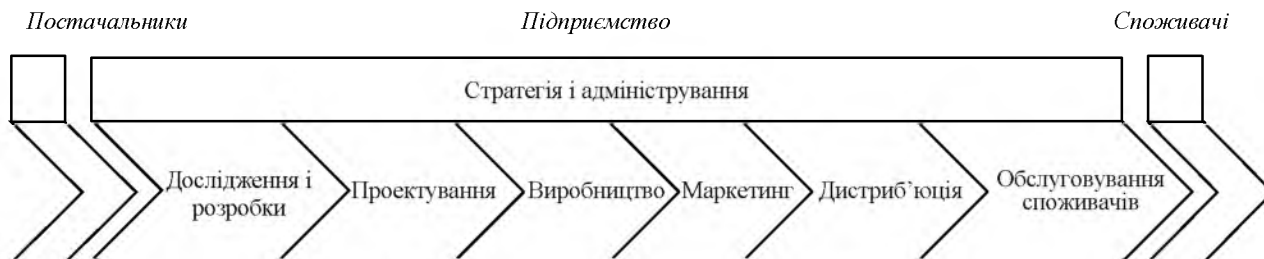 Постачальники
Підприємство
Споживачі
Стратегія і адміністрування
Дослідження і
розробки
Проектування
Виробництво
Маркетинг
Дистриб’юція
Обслуговування
споживачів